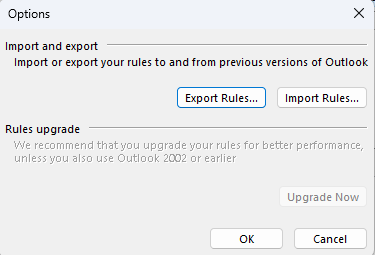 Options
Import and export
Import or export your rules to and from previous versions of Outlook
Export Rules...
Import Rules...
Rules upgrade
We recommend that you upgrade your rules for better performance,
unless you also use Outlook 2002 or earlier
Upgrade Now
OK
Cancel